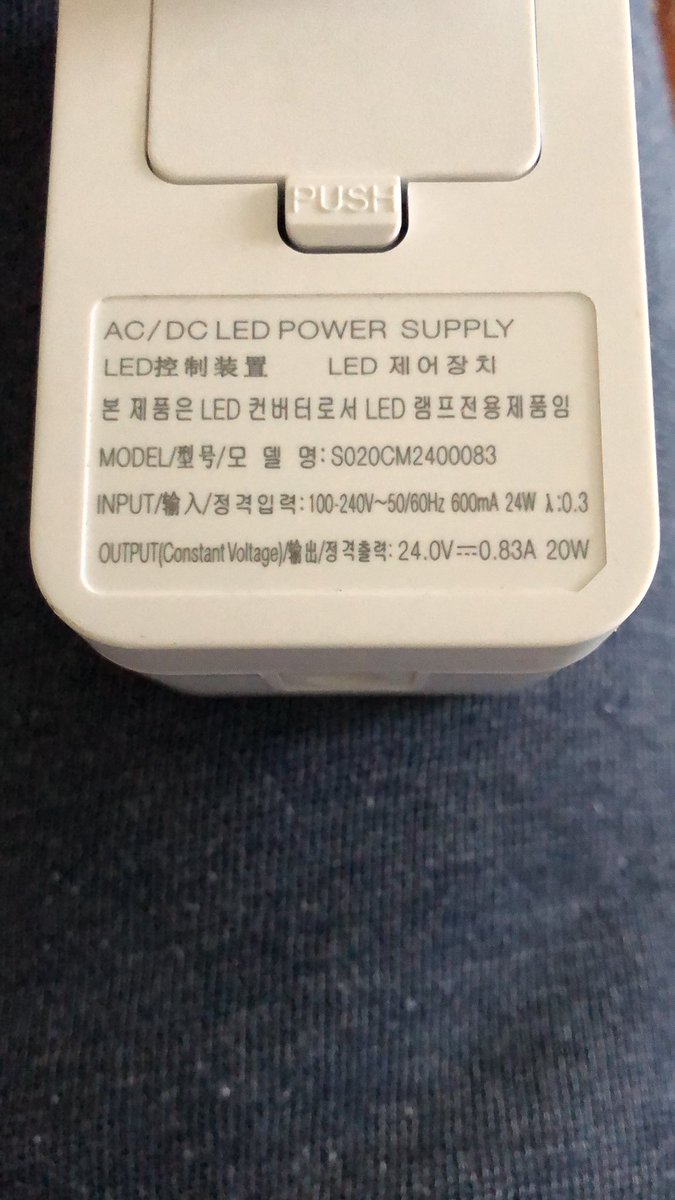 PUSH
AC/DC LED POWER SUPPLY
LED控制装置 LED 제어장치
본 제품은 LED 컨버터로서 LED 램프전용제품임
MODEL/型号/모 델 명: S020CM2400083
INPUT/输入/정격입력: 100-240V~50/60Hz 600mA 24W λ:0.3
OUTPUT(Constant Voltage)/输出/정격출력: 24.0V⎓0.83A 20W